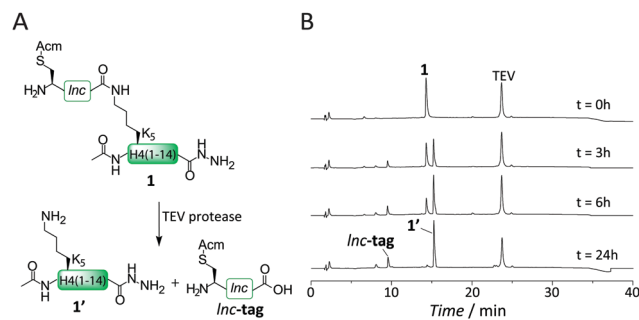 A
Acm
S
O
H2N
lnc
NH
K5
O
H
N
H4(1-14)
N
H
NH2
O
1
TEV protease
NH2
K5
O
N
H
H4(1-14)
H
N
NH2
O
1'
+
Acm
S
O
H2N
lnc
OH
lnc-tag
B
1
TEV
t = 0h
t = 3h
t = 6h
1'
lnc-tag
t = 24h
0 10 20 30 40
Time / min